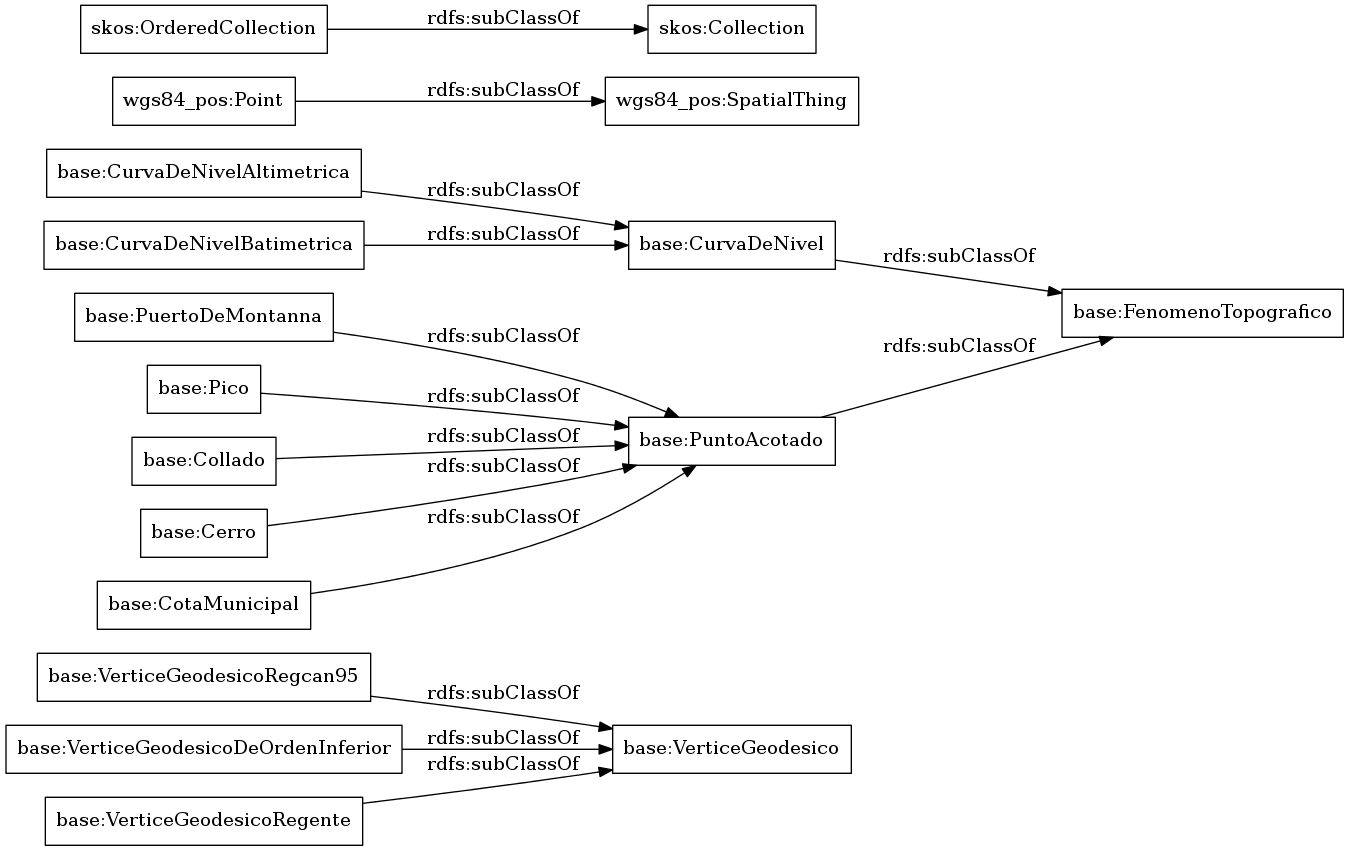 skos:OrderedCollection
rdfs:subClassOf
skos:Collection
wgs84_pos:Point
rdfs:subClassOf
wgs84_pos:SpatialThing
base:CurvaDeNivelAltimetrica
rdfs:subClassOf
base:CurvaDeNivelBatimetrica
rdfs:subClassOf
base:CurvaDeNivel
rdfs:subClassOf
base:PuertoDeMontanna
rdfs:subClassOf
base:FenomenoTopografico
rdfs:subClassOf
base:Pico
rdfs:subClassOf
base:Collado
rdfs:subClassOf
base:PuntoAcotado
rdfs:subClassOf
base:Cerro
rdfs:subClassOf
base:CotaMunicipal
base:VerticeGeodesicoRegcan95
rdfs:subClassOf
base:VerticeGeodesicoDeOrdenInferior
rdfs:subClassOf
base:VerticeGeodesico
rdfs:subClassOf
base:VerticeGeodesicoRegente